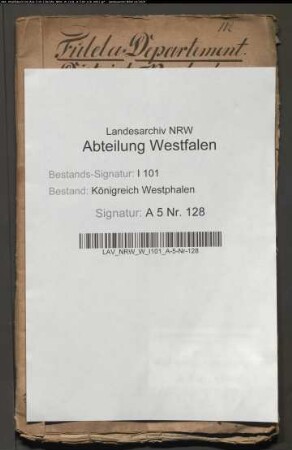 112
Fulda-Departement.
Landesarchiv NRW
Abteilung Westfalen
Bestands-Signatur: I 101
Bestand: Königreich Westphalen
Signatur: A 5 Nr. 128
LAV_NRW_W_I101_A-5-Nr-128